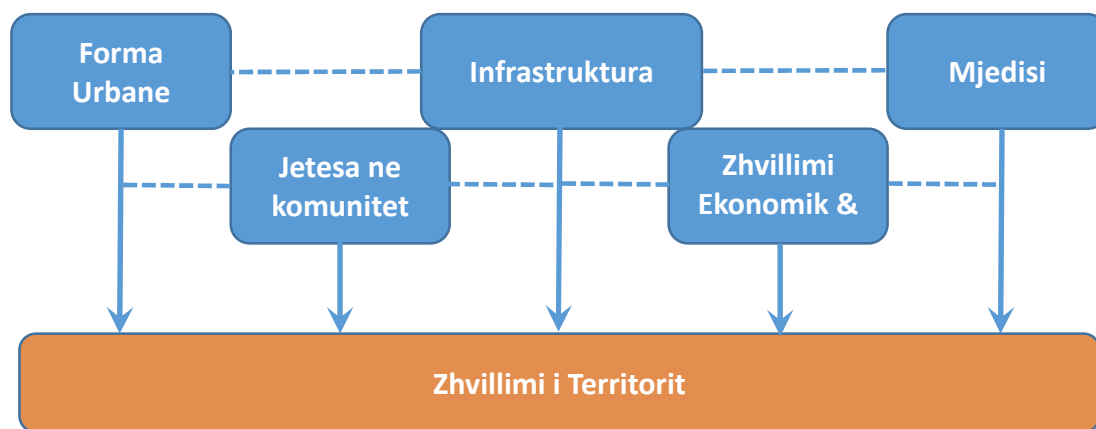 Forma
Urbane
Infrastruktura
Mjedisi
Jetesa ne
komunitet
Zhvillimi
Ekonomik &
Zhvillimi i Territorit